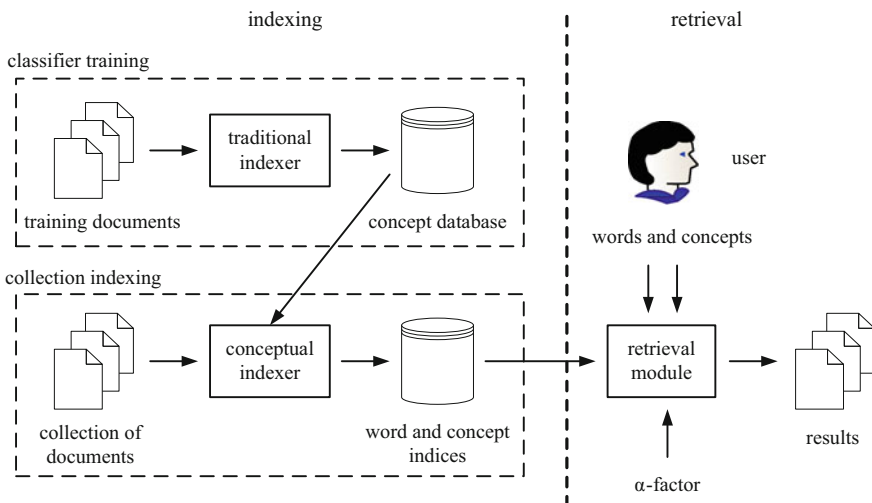 indexing
retrieval
classifier training
traditional
indexer
user
training documents
concept database
words and concepts
collection indexing
conceptual
indexer
retrieval
module
collection of
documents
word and concept
indices
results
α-factor